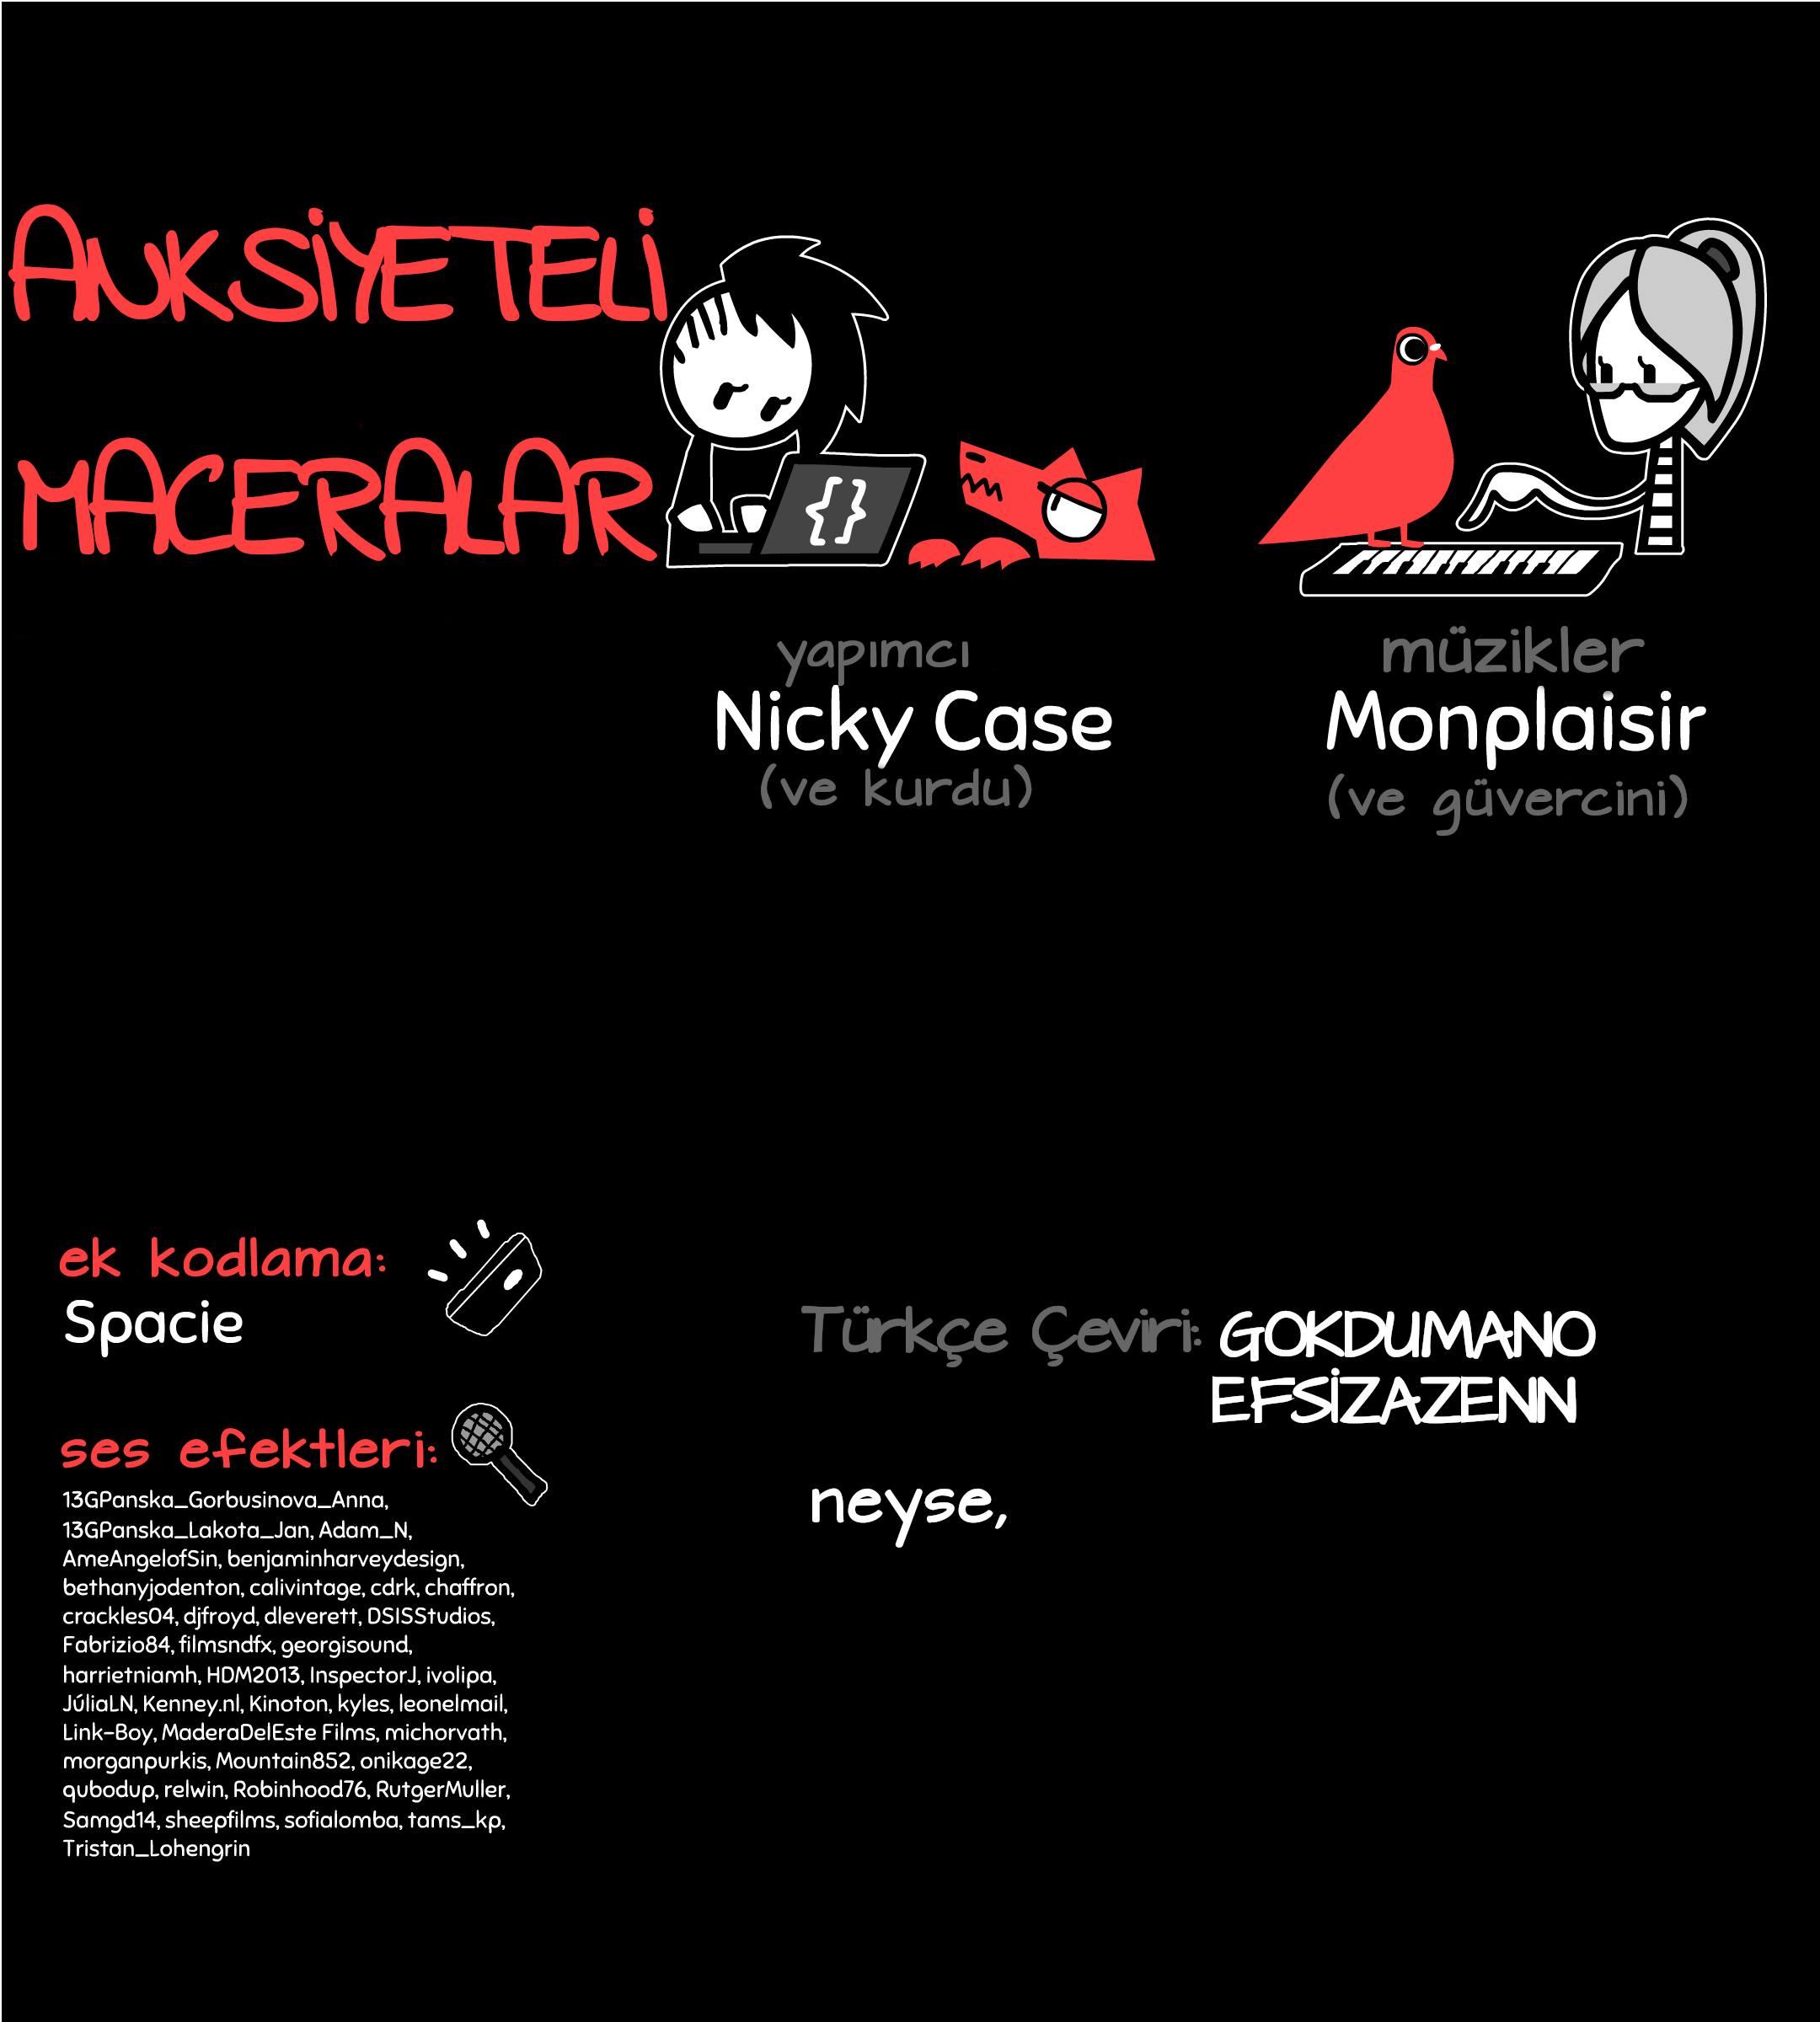 AUKSİYETELİ
MACERALAR
{}
yapımcı
Nicky Case
(ve kurdu)
müzikler
Monplaisir
(ve güvercini)
ek kodlama:
Spacie
Türkçe Çeviri: GOKDUMANO
EFSİZAZENN
neyse,
ses efektleri:
13GPanska_Gorbusinova_Anna,
13GPanska_Lakota_Jan, Adam_N,
AmeAngelofSin, benjaminharveydesign,
bethanyjodenton, calivintage, cdrk, chaffron,
crackles04, djfroyd, dleverett, DSISStudios,
Fabrizio84, filmsndfx, georgisound,
harrietniamh, HDM2013, InspectorJ, ivolipa,
JúliaLN, Kenney.nl, Kinoton, kyles, leonelmail,
Link-Boy, MaderaDelEste Films, michorvath,
morganpurkis, Mountain852, onikage22,
qubodup, relwin, Robinhood76, RutgerMuller,
Samgd14, sheepfilms, sofialomba, tams_kp,
Tristan_Lohengrin